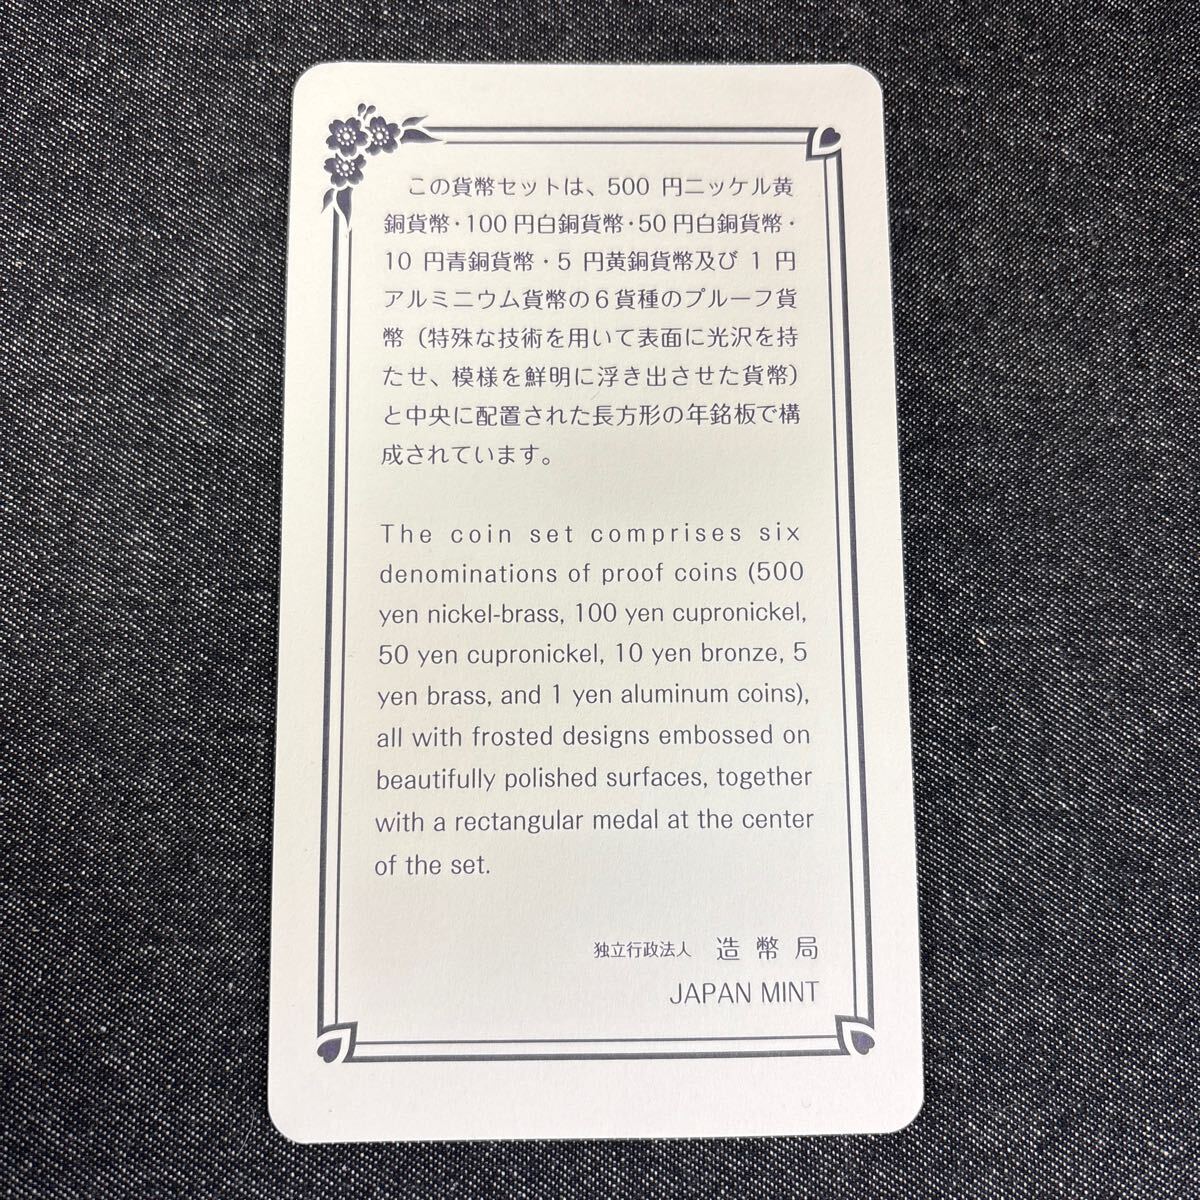 この貨幣セットは、500 円ニッケル黄
銅貨幣・100円白銅貨幣・50円白銅貨幣・
10 円青銅貨幣・5 円黄銅貨幣及び 1 円
アルミニウム貨幣の6貨種のプルーフ貨
幣（特殊な技術を用いて表面に光沢を持
たせ、模様を鮮明に浮き出させた貨幣）
と中央に配置された長方形の年銘板で構
成されています。
The coin set comprises six
denominations of proof coins (500
yen nickel-brass, 100 yen cupronickel,
50 yen cupronickel, 10 yen bronze, 5
yen brass, and 1 yen aluminum coins),
all with frosted designs embossed on
beautifully polished surfaces, together
with a rectangular medal at the center
of the set.
独立行政法人 造幣局
JAPAN MINT